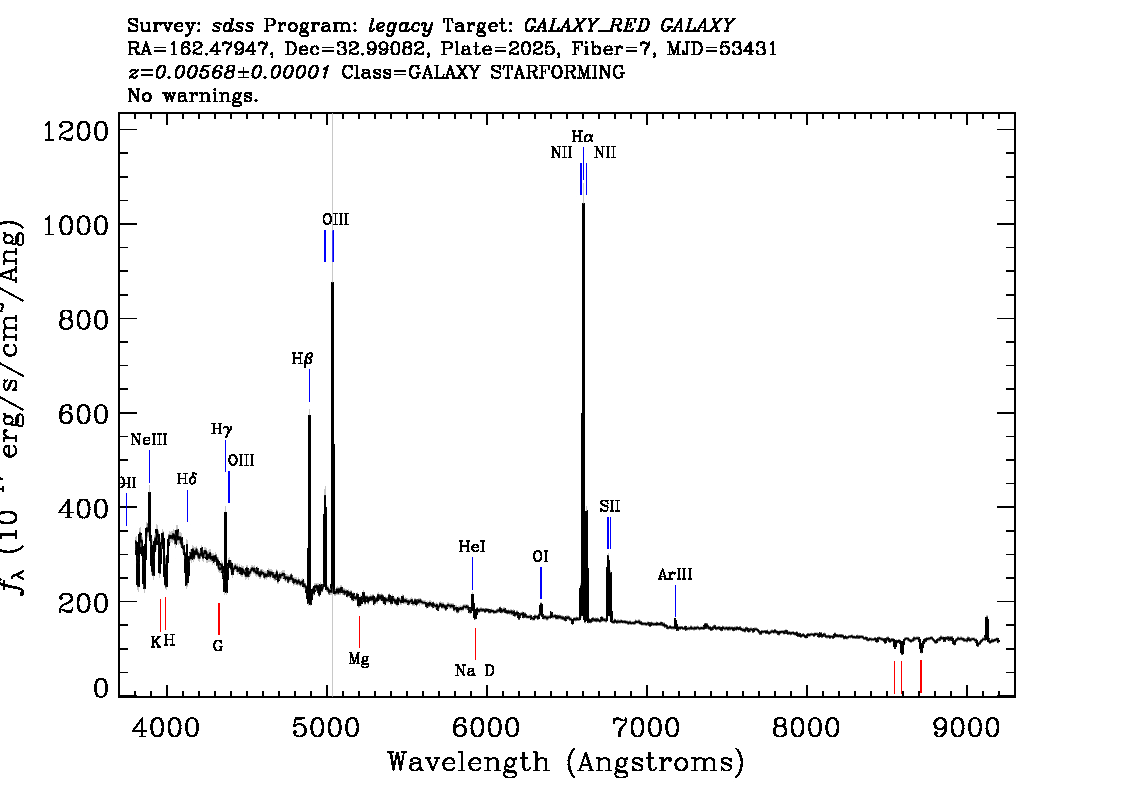 Survey: sdss Program: legacy Target: GALAXY_RED GALAXY
RA=162.47947, Dec=32.99082, Plate=2025, Fiber=7, MJD=53431
z=0.00568±0.00001 Class=GALAXY STARFORMING
No warnings.
1200
1000
800
600
400
200
0
erg/s/cm²/Ang)
Hα
NII NII
OIII
Hβ
Hγ
NeIII
OIII
Hδ
SII
HeI
OI
ArIII
K H
G
Mg
Na D
4000 5000 6000 7000 8000 9000
Wavelength (Angstroms)